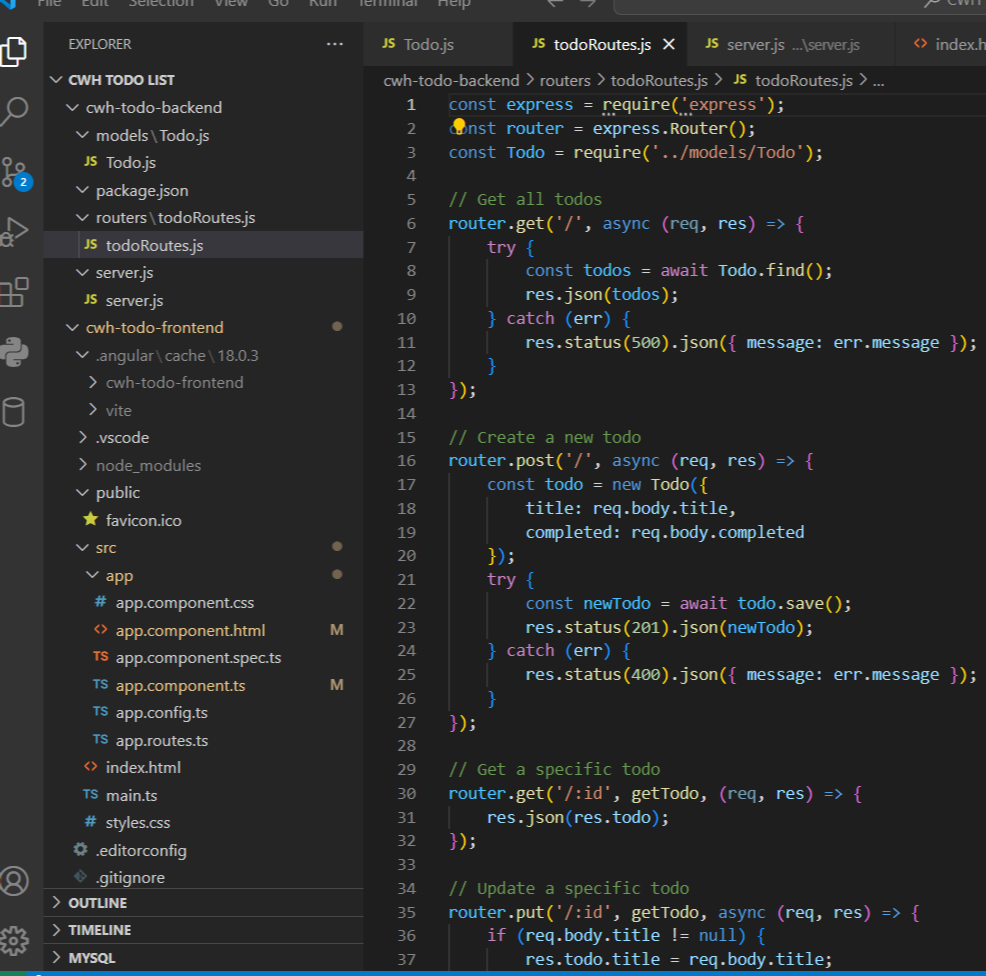 File Edit Selection View Go Run Terminal Help
EXPLORER
CWH TODO LIST
cwh-todo-backend
models\Todo.js
JS Todo.js
package.json
routers\todoRoutes.js
JS todoRoutes.js
server.js
JS server.js
cwh-todo-frontend
.angular\cache\18.0.3
cwh-todo-frontend
vite
.vscode
node_modules
public
favicon.ico
src
app
# app.component.css
<> app.component.html M
TS app.component.spec.ts
TS app.component.ts M
TS app.config.ts
TS app.routes.ts
<> index.html
TS main.ts
# styles.css
.editorconfig
.gitignore
OUTLINE
TIMELINE
MYSQL
2
JS Todo.js
JS todoRoutes.js
JS server.js ...\server.js
<> index.h
cwh-todo-backend > routers > todoRoutes.js > JS todoRoutes.js > ...
1 const express = require('express');
2 const router = express.Router();
3 const Todo = require('../models/Todo');
4
5 // Get all todos
6 router.get('/', async (req, res) => {
7 try {
8 const todos = await Todo.find();
9 res.json(todos);
10 } catch (err) {
11 res.status(500).json({ message: err.message });
12 }
13 });
14
15 // Create a new todo
16 router.post('/', async (req, res) => {
17 const todo = new Todo({
18 title: req.body.title,
19 completed: req.body.completed
20 });
21 try {
22 const newTodo = await todo.save();
23 res.status(201).json(newTodo);
24 } catch (err) {
25 res.status(400).json({ message: err.message });
26 }
27 });
28
29 // Get a specific todo
30 router.get('/:id', getTodo, (req, res) => {
31 res.json(res.todo);
32 });
33
34 // Update a specific todo
35 router.put('/:id', getTodo, async (req, res) => {
36 if (req.body.title != null) {
37 res.todo.title = req.body.title;